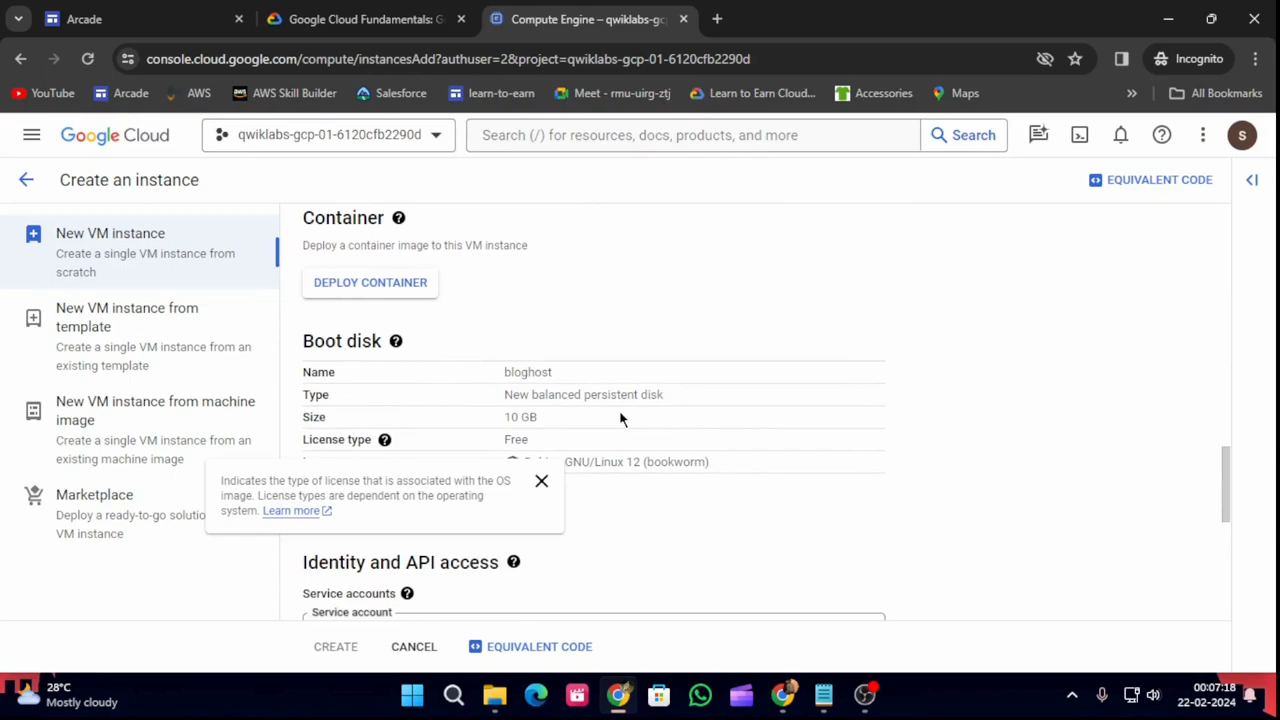 Arcade
Google Cloud Fundamentals: G
Compute Engine – qwiklabs-gc
console.cloud.google.com/compute/instancesAdd?authuser=2&project=qwiklabs-gcp-01-6120cfb2290d
Incognito
YouTube
Arcade
AWS
AWS Skill Builder
Salesforce
learn-to-earn
Meet - rmu-uirg-ztj
Learn to Earn Cloud...
Accessories
Maps
All Bookmarks
Google Cloud
qwiklabs-gcp-01-6120cfb2290d
Search (/) for resources, docs, products, and more
Search
S
Create an instance
EQUIVALENT CODE
New VM instance
Create a single VM instance from
scratch
New VM instance from
template
Create a single VM instance from an
existing template
New VM instance from machine
image
Create a single VM instance from an
existing machine image
Marketplace
Deploy a ready-to-go solutio
VM instance
Container
Deploy a container image to this VM instance
DEPLOY CONTAINER
Boot disk
Name bloghost
Type New balanced persistent disk
Size 10 GB
License type Free
GNU/Linux 12 (bookworm)
Indicates the type of license that is associated with the OS
image. License types are dependent on the operating
system. Learn more
Identity and API access
Service accounts
Service account
CREATE
CANCEL
EQUIVALENT CODE
28°C
Mostly cloudy
00:07:18
22-02-2024